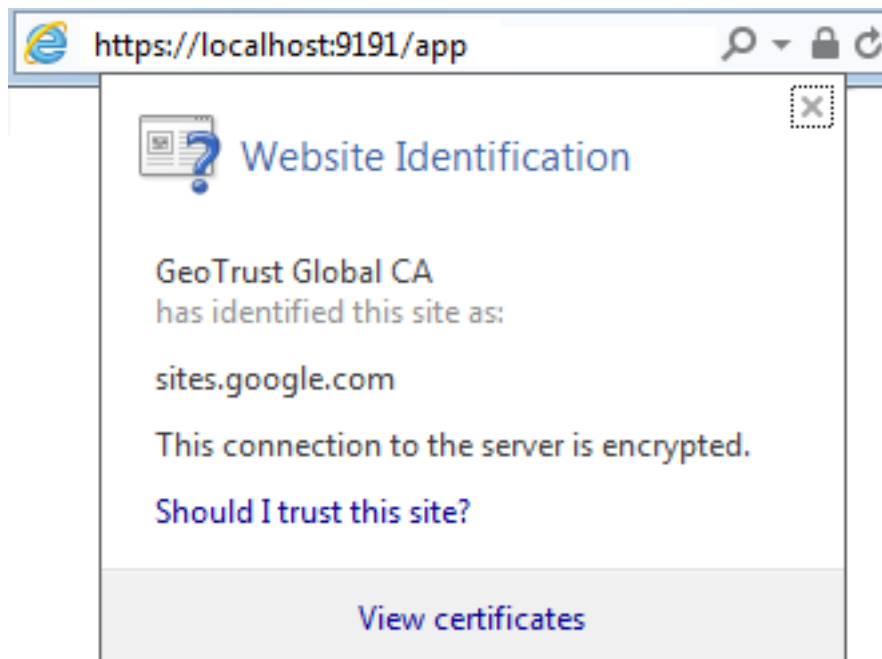 https://localhost:9191/app
Website Identification
GeoTrust Global CA
has identified this site as:
sites.google.com
This connection to the server is encrypted.
Should I trust this site?
View certificates